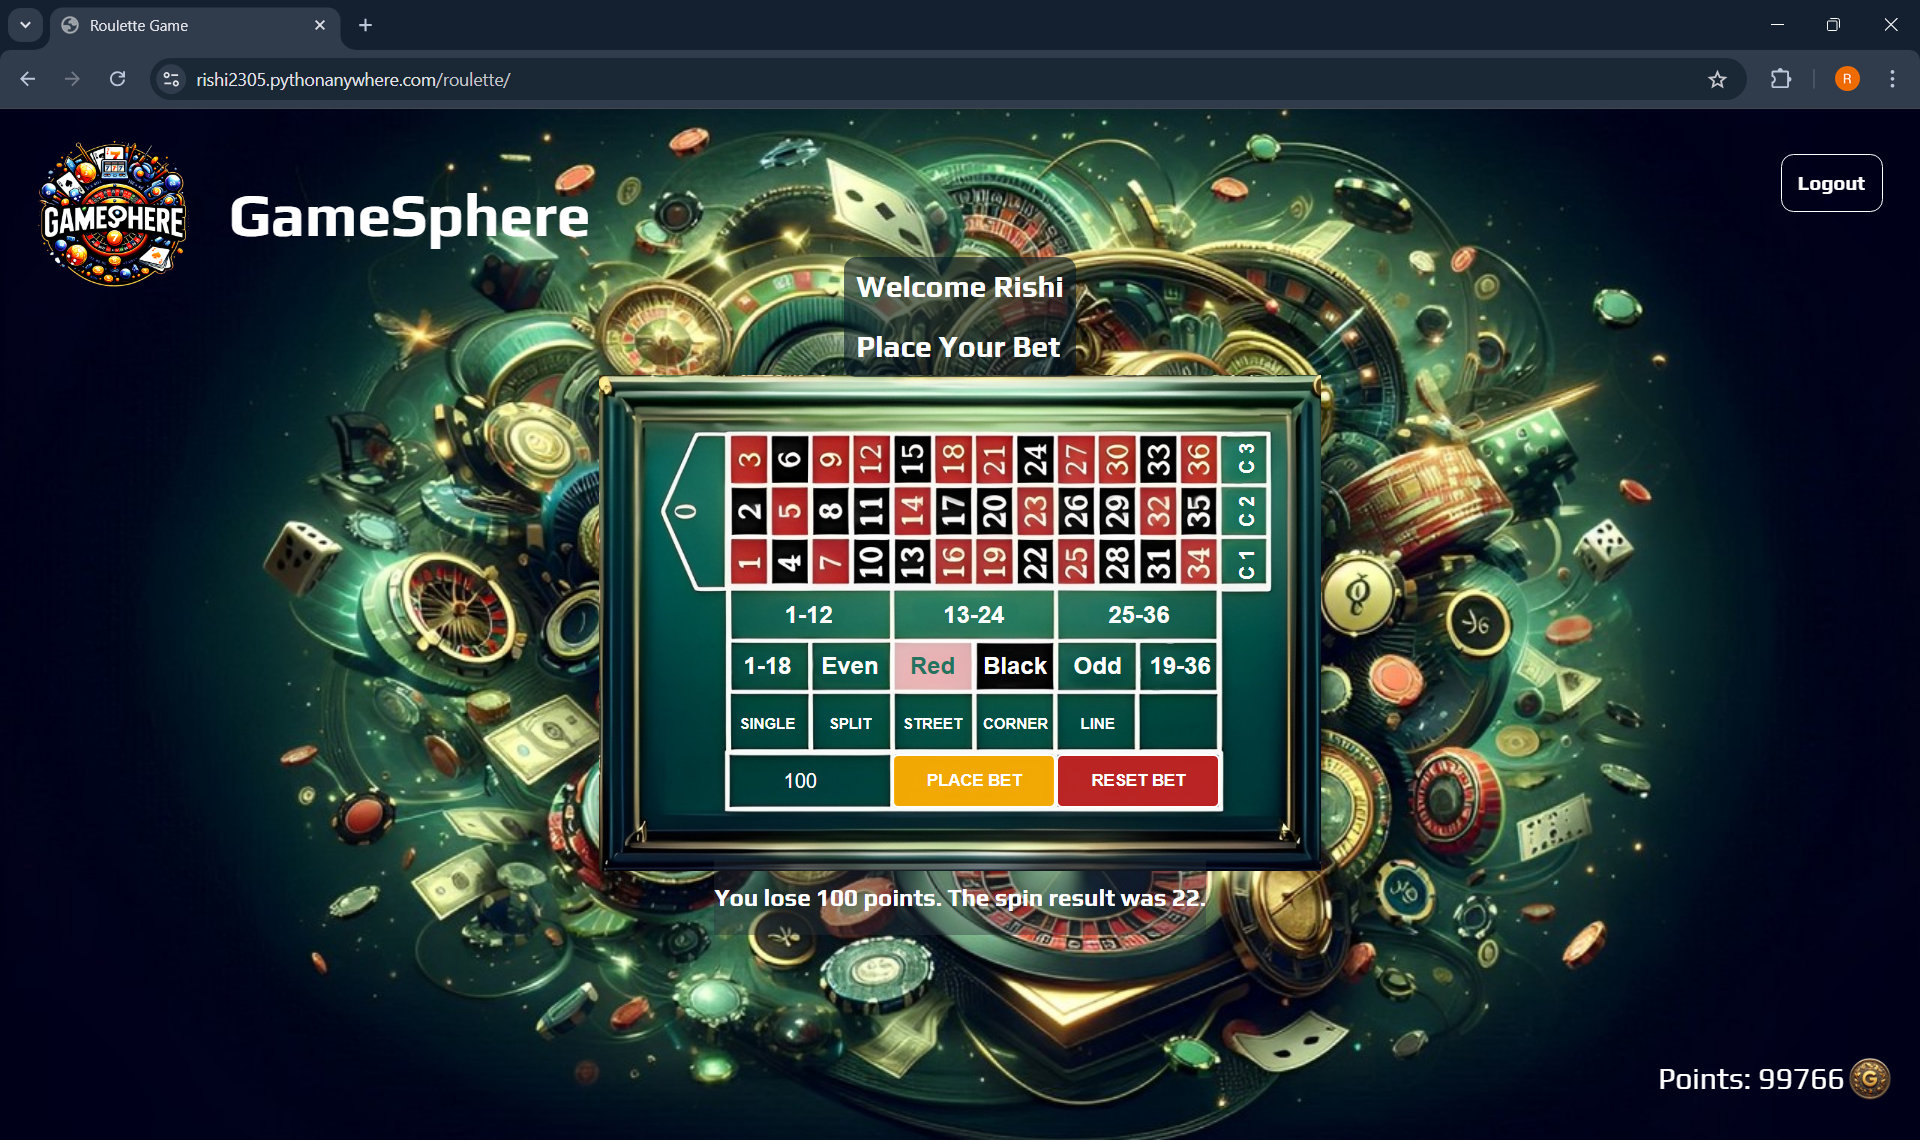 Roulette Game
rishi2305.pythonanywhere.com/roulette/
R
GAMESPHERE
GameSphere
Logout
Welcome Rishi
Place Your Bet
3 6 9 12 15 18 21 24 27 30 33 36 C 3
0 2 5 8 11 14 17 20 23 26 29 32 35 C 2
1 4 7 10 13 16 19 22 25 28 31 34 C 1
1-12 13-24 25-36
1-18 Even Red Black Odd 19-36
SINGLE SPLIT STREET CORNER LINE
100 PLACE BET RESET BET
You lose 100 points. The spin result was 22.
Points: 99766 G